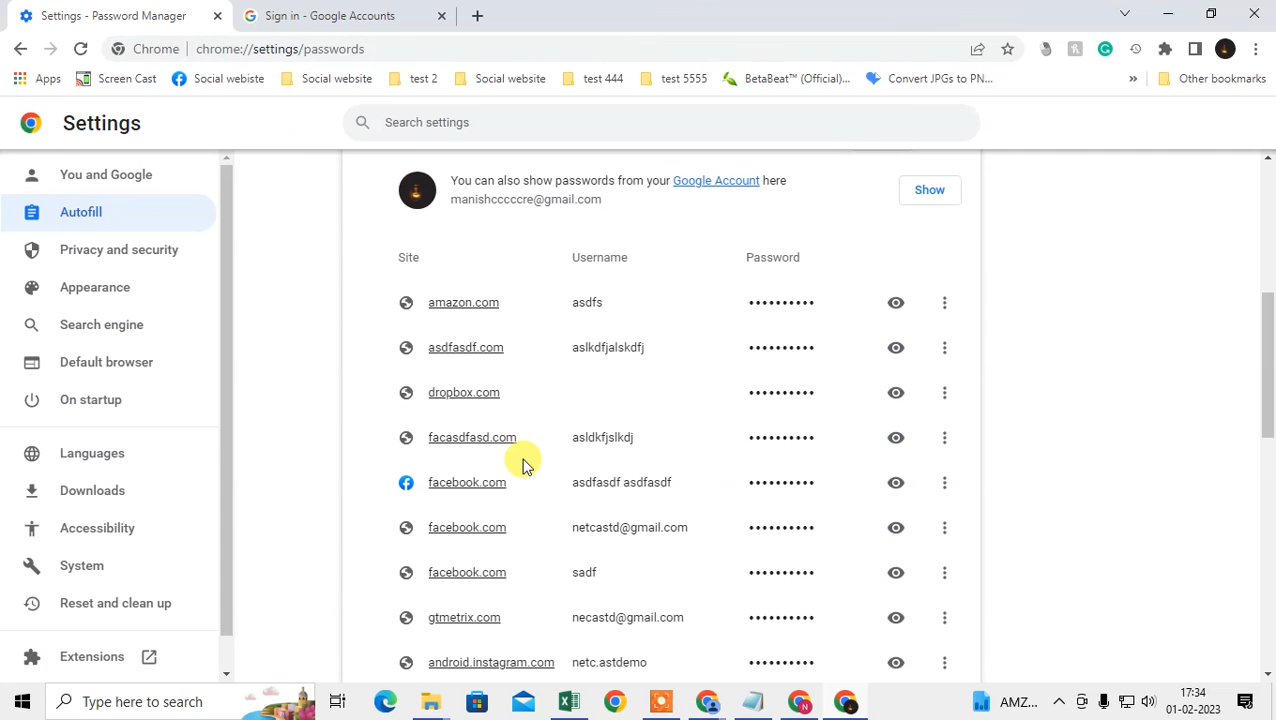 Settings - Password Manager
Sign in - Google Accounts
Chrome chrome://settings/passwords
Apps Screen Cast Social webiste Social website test 2 Social website test 444 test 5555 BetaBeat™ (Official)... Convert JPGs to PN... » Other bookmarks
Settings
Search settings
You and Google
Autofill
Privacy and security
Appearance
Search engine
Default browser
On startup
Languages
Downloads
Accessibility
System
Reset and clean up
Extensions
You can also show passwords from your Google Account here
manishcccccre@gmail.com
Show
Site Username Password
amazon.com asdfs ••••••••••
asdfasdf.com aslkdfjalskdfj ••••••••••
dropbox.com ••••••••••
facasdfasd.com asldkfjslkdj ••••••••••
facebook.com asdfasdf asdfasdf ••••••••••
facebook.com netcastd@gmail.com ••••••••••
facebook.com sadf ••••••••••
gtmetrix.com necastd@gmail.com ••••••••••
android.instagram.com netc.astdemo ••••••••••
Type here to search
N
AMZ...
17:34
01-02-2023